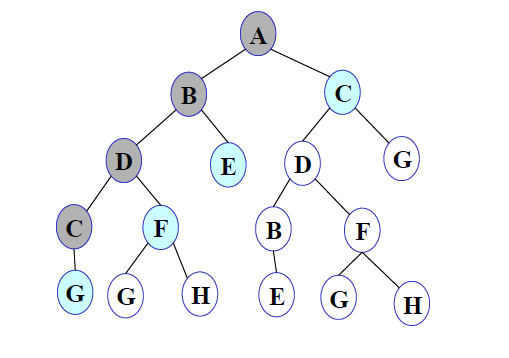 A
B C
D E D G
C F B F
G G H E G H